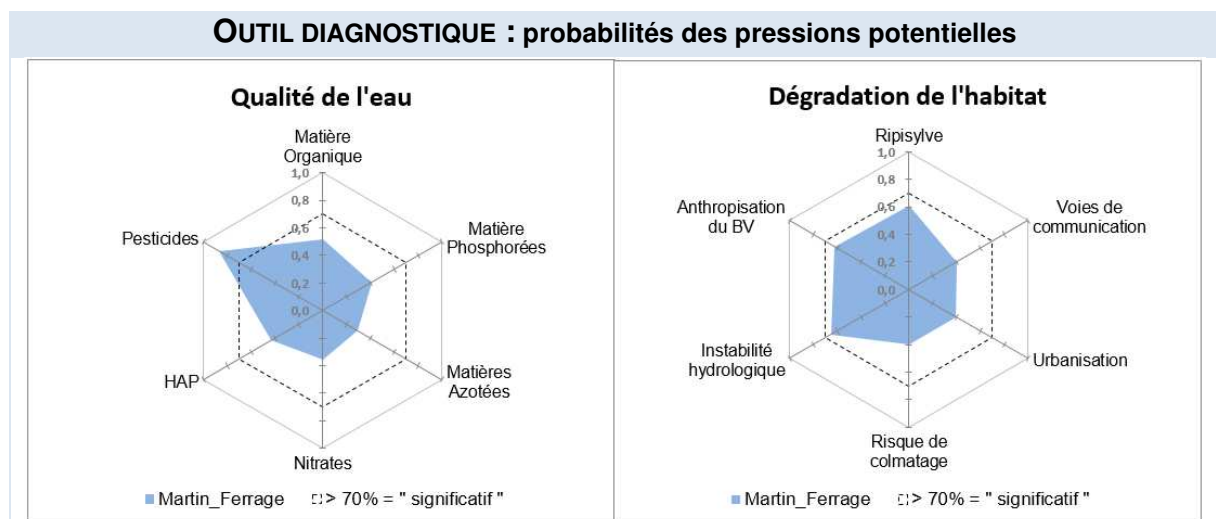 OUTIL DIAGNOSTIQUE : probabilités des pressions potentielles
Qualité de l'eau
Matière
Organique
1,0
0,8
0,6
0,4
0,2
0,0
Pesticides
Matière
Phosphorées
HAP
Matières
Azotées
Nitrates
Martin_Ferrage
> 70% = " significatif "
Dégradation de l'habitat
Ripisylve
1,0
0,8
0,6
0,4
0,2
0,0
Anthropisation
du BV
Voies de
communication
Instabilité
hydrologique
Urbanisation
Risque de
colmatage
Martin_Ferrage
> 70% = " significatif "